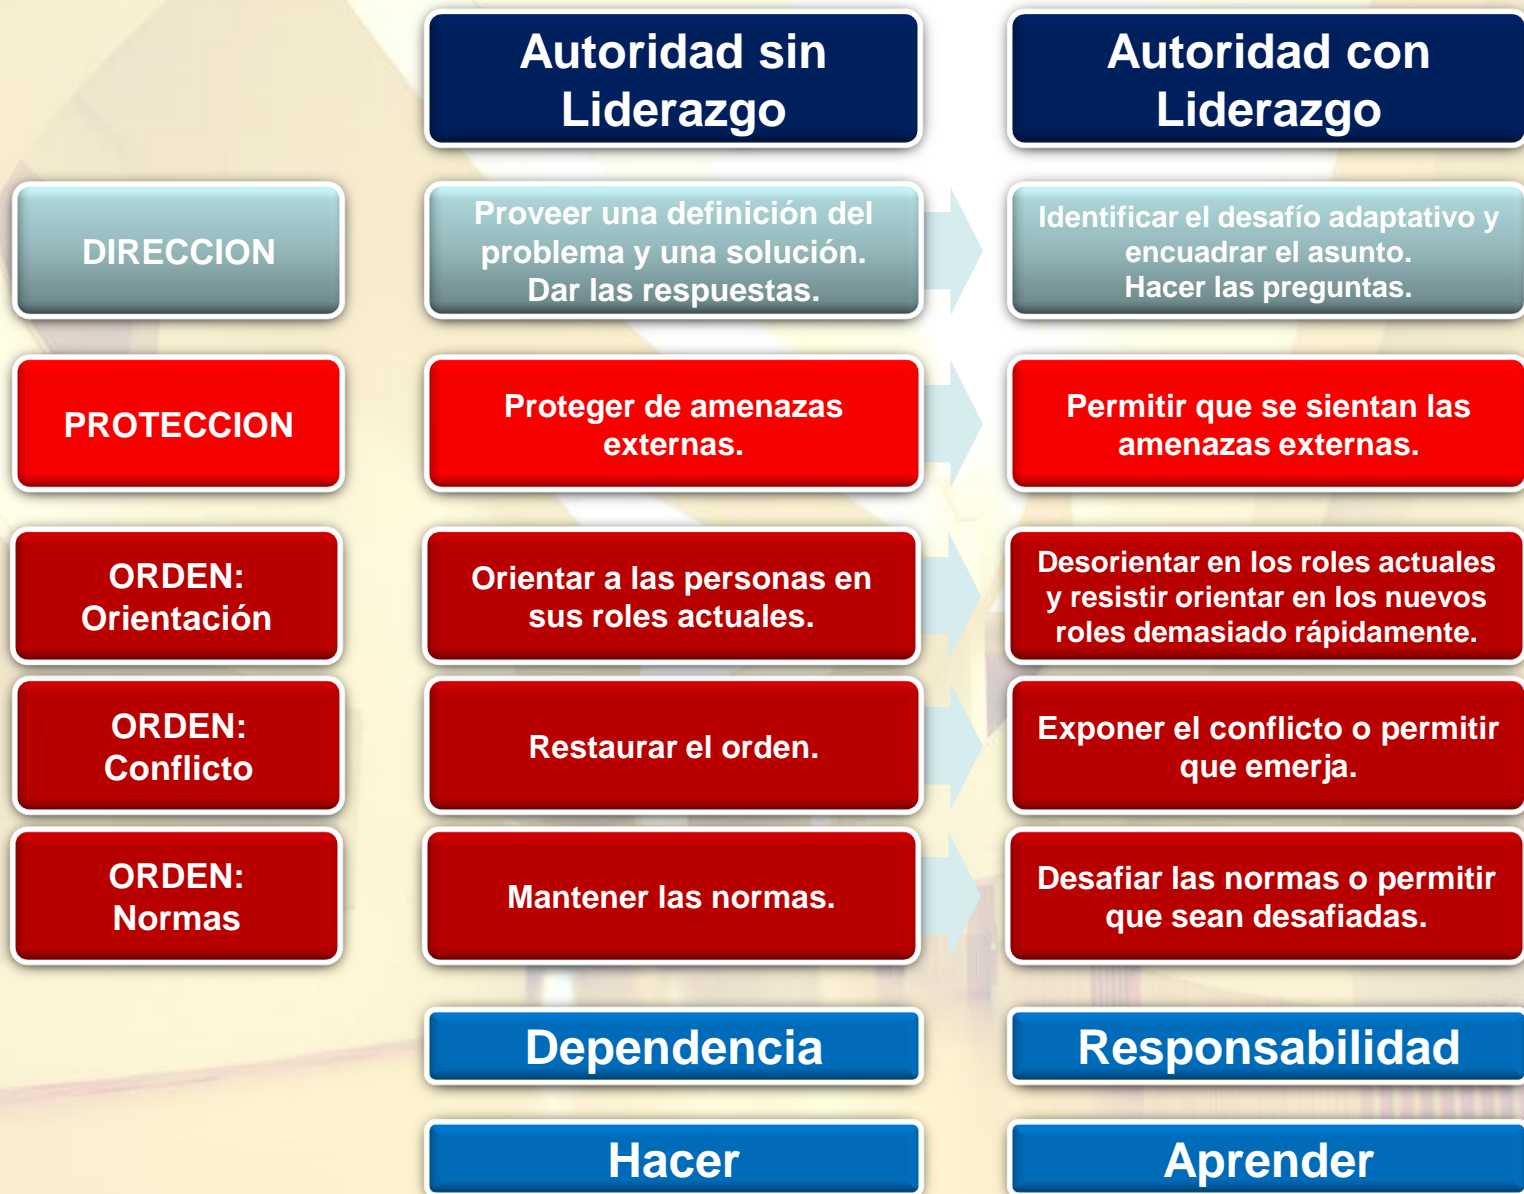 Autoridad sin
Liderazgo
Autoridad con
Liderazgo
DIRECCION
Proveer una definición del
problema y una solución.
Dar las respuestas.
Identificar el desafío adaptativo y
encuadrar el asunto.
Hacer las preguntas.
PROTECCION
Proteger de amenazas
externas.
Permitir que se sientan las
amenazas externas.
ORDEN:
Orientación
Orientar a las personas en
sus roles actuales.
Desorientar en los roles actuales
y resistir orientar en los nuevos
roles demasiado rápidamente.
ORDEN:
Conflicto
Restaurar el orden.
Exponer el conflicto o permitir
que emerja.
ORDEN:
Normas
Mantener las normas.
Desafiar las normas o permitir
que sean desafiadas.
Dependencia
Responsabilidad
Hacer
Aprender